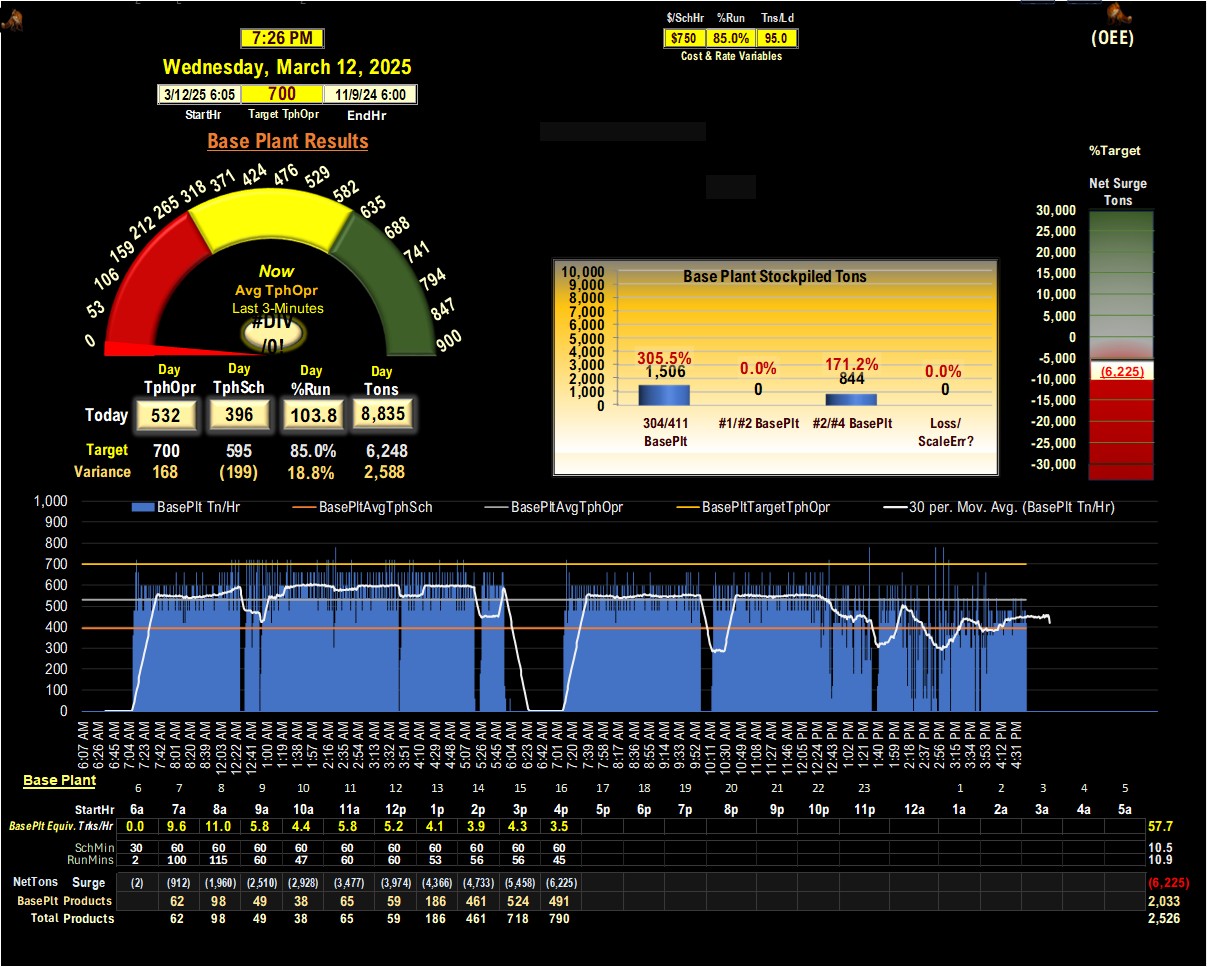 $/SchHr %Run Tns/Ld
7:26 PM
$750 85.0% 95.0
(OEE)
Cost & Rate Variables
Wednesday, March 12, 2025
3/12/25 6:05 700 11/9/24 6:00
StartHr Target TphOpr EndHr
Base Plant Results
%Target
Net Surge
Tons
0 53 106 159 212 265 318 371 424 476 529 582 635 688 741 794 847 900
Now
Avg TphOpr
Last 3-Minutes
#DIV
/0!
Day Day Day Day
TphOpr TphSch %Run Tons
Today 532 396 103.8 8,835
Target 700 595 85.0% 6,248
Variance 168 (199) 18.8% 2,588
Base Plant Stockpiled Tons
10,000
9,000
8,000
7,000
6,000
5,000
4,000
3,000
2,000
1,000
0
305.5% 0.0% 171.2% 0.0%
1,506 0 844 0
304/411 BasePlt
#1/#2 BasePlt
#2/#4 BasePlt
Loss/ ScaleErr?
30,000
25,000
20,000
15,000
10,000
5,000
0
-5,000
(6,225)
-10,000
-15,000
-20,000
-25,000
-30,000
BasePlt Tn/Hr BasePltAvgTphSch BasePltAvgTphOpr BasePltTargetTphOpr 30 per. Mov. Avg. (BasePlt Tn/Hr)
1,000
900
800
700
600
500
400
300
200
100
0
6:07 AM 6:26 AM 6:45 AM 7:04 AM 7:23 AM 7:42 AM 8:01 AM 8:20 AM 8:39 AM 12:03 AM 12:22 AM 12:41 AM 1:00 AM 1:19 AM 1:38 AM 1:57 AM 2:16 AM 2:35 AM 2:54 AM 3:13 AM 3:32 AM 3:51 AM 4:10 AM 4:29 AM 4:48 AM 5:07 AM 5:26 AM 5:45 AM 6:04 AM 6:23 AM 6:42 AM 7:01 AM 7:20 AM 7:39 AM 7:58 AM 8:17 AM 8:36 AM 8:55 AM 9:14 AM 9:33 AM 9:52 AM 10:11 AM 10:30 AM 10:49 AM 11:08 AM 11:27 AM 11:46 AM 12:05 PM 12:24 PM 12:43 PM 1:02 PM 1:21 PM 1:40 PM 1:59 PM 2:18 PM 2:37 PM 2:56 PM 3:15 PM 3:34 PM 3:53 PM 4:12 PM 4:31 PM
Base Plant
6 7 8 9 10 11 12 13 14 15 16 17 18 19 20 21 22 23 1 2 3 4 5
StartHr 6a 7a 8a 9a 10a 11a 12p 1p 2p 3p 4p 5p 6p 7p 8p 9p 10p 11p 12a 1a 2a 3a 4a 5a
BasePlt Equiv. Trks/Hr 0.0 9.6 11.0 5.8 4.4 5.8 5.2 4.1 3.9 4.3 3.5 57.7
SchMin 30 60 60 60 60 60 60 60 60 60 60 10.5
RunMins 2 100 115 60 47 60 60 53 56 56 45 10.9
NetTons Surge (2) (912) (1,960) (2,510) (2,928) (3,477) (3,974) (4,366) (4,733) (5,458) (6,225) (6,225)
BasePlt Products 62 98 49 38 65 59 186 461 524 491 2,033
Total Products 62 98 49 38 65 59 186 461 718 790 2,526